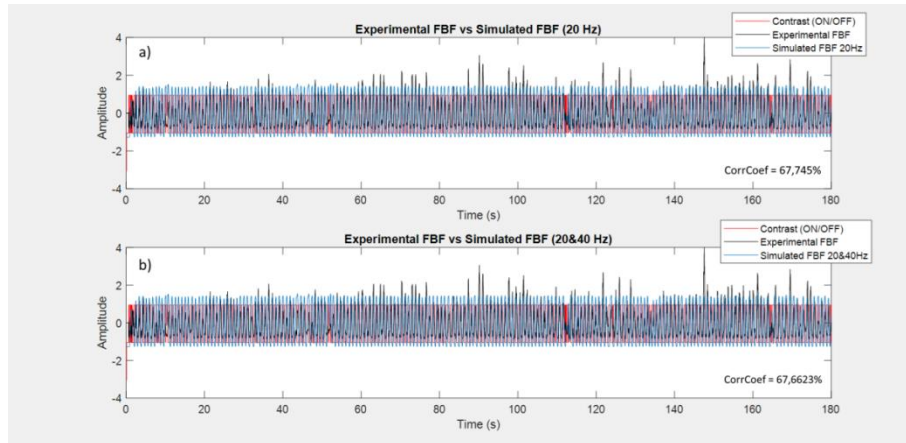 Experimental FBF vs Simulated FBF (20 Hz)
Contrast (ON/OFF)
Experimental FBF
Simulated FBF 20Hz
a)
4
2
0
-2
-4
Amplitude
CorrCoef = 67,745%
0 20 40 60 80 100 120 140 160 180
Time (s)
Experimental FBF vs Simulated FBF (20&40 Hz)
Contrast (ON/OFF)
Experimental FBF
Simulated FBF 20&40Hz
b)
4
2
0
-2
-4
Amplitude
CorrCoef = 67,6623%
0 20 40 60 80 100 120 140 160 180
Time (s)